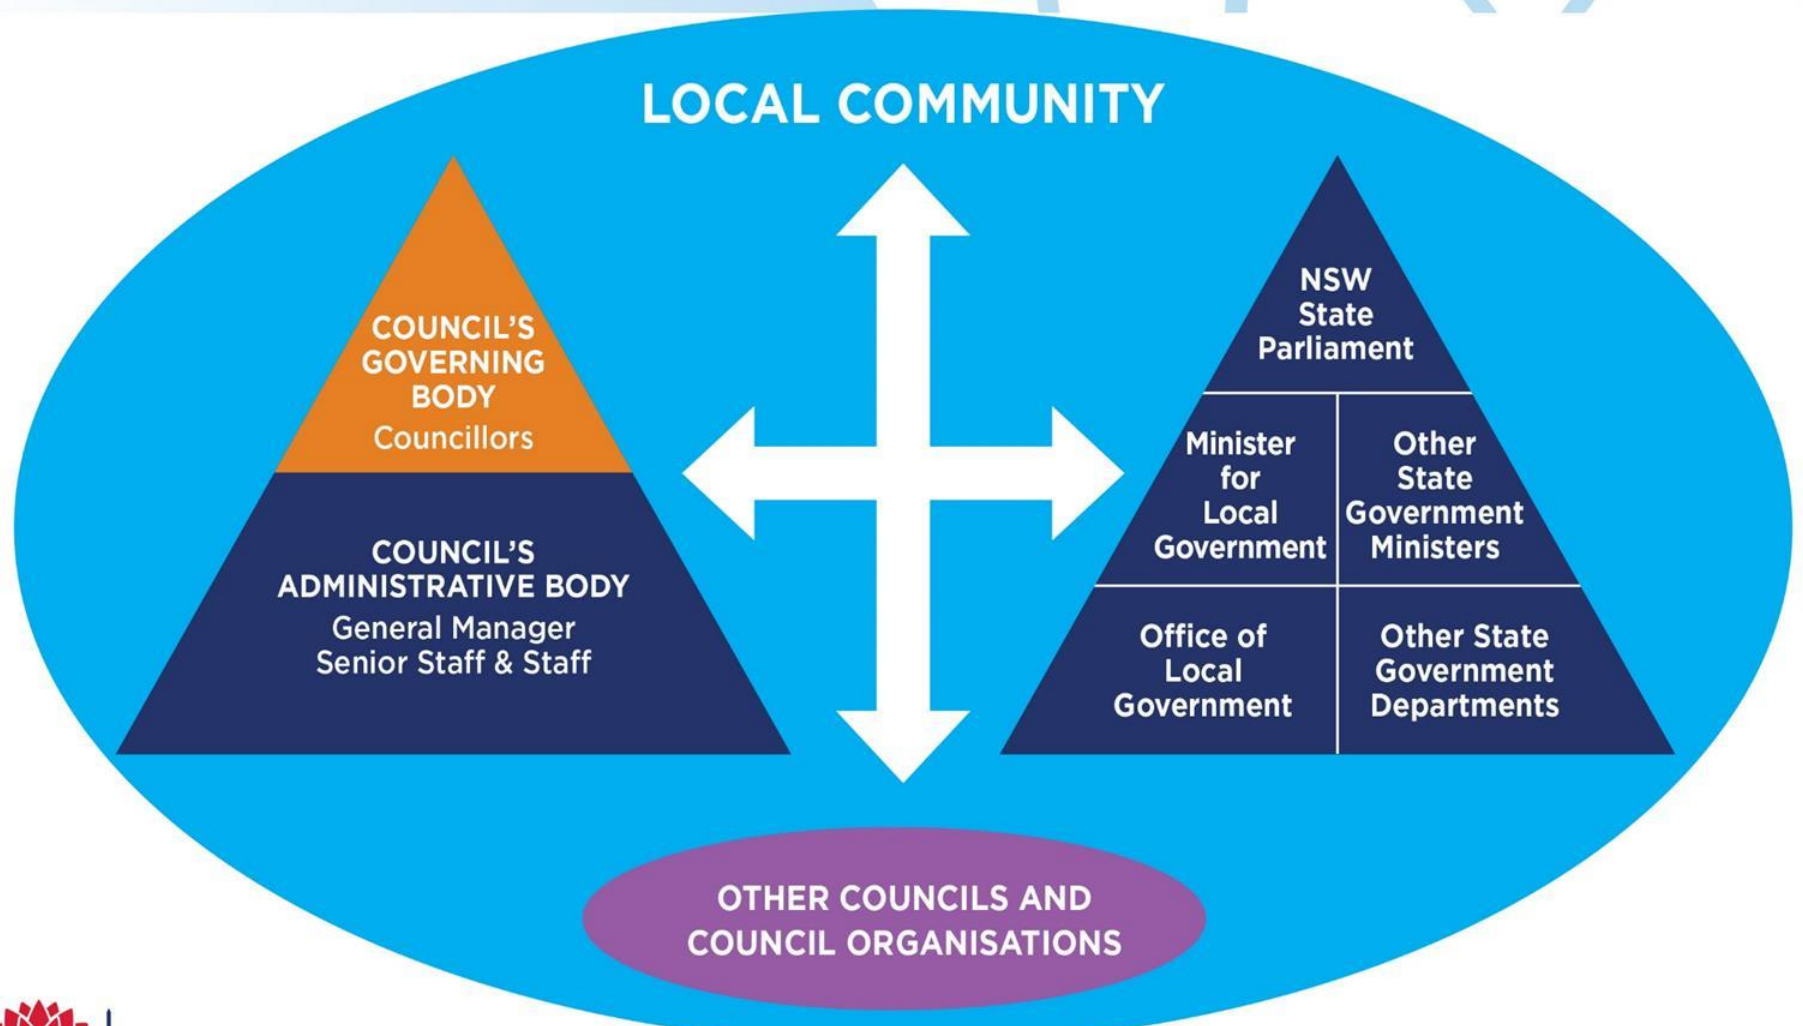 LOCAL COMMUNITY
COUNCIL'S
GOVERNING
BODY
Councillors
COUNCIL'S
ADMINISTRATIVE BODY
General Manager
Senior Staff & Staff
NSW
State
Parliament
Minister
for
Local
Government
Other
State
Government
Ministers
Office of
Local
Government
Other State
Government
Departments
OTHER COUNCILS AND
COUNCIL ORGANISATIONS